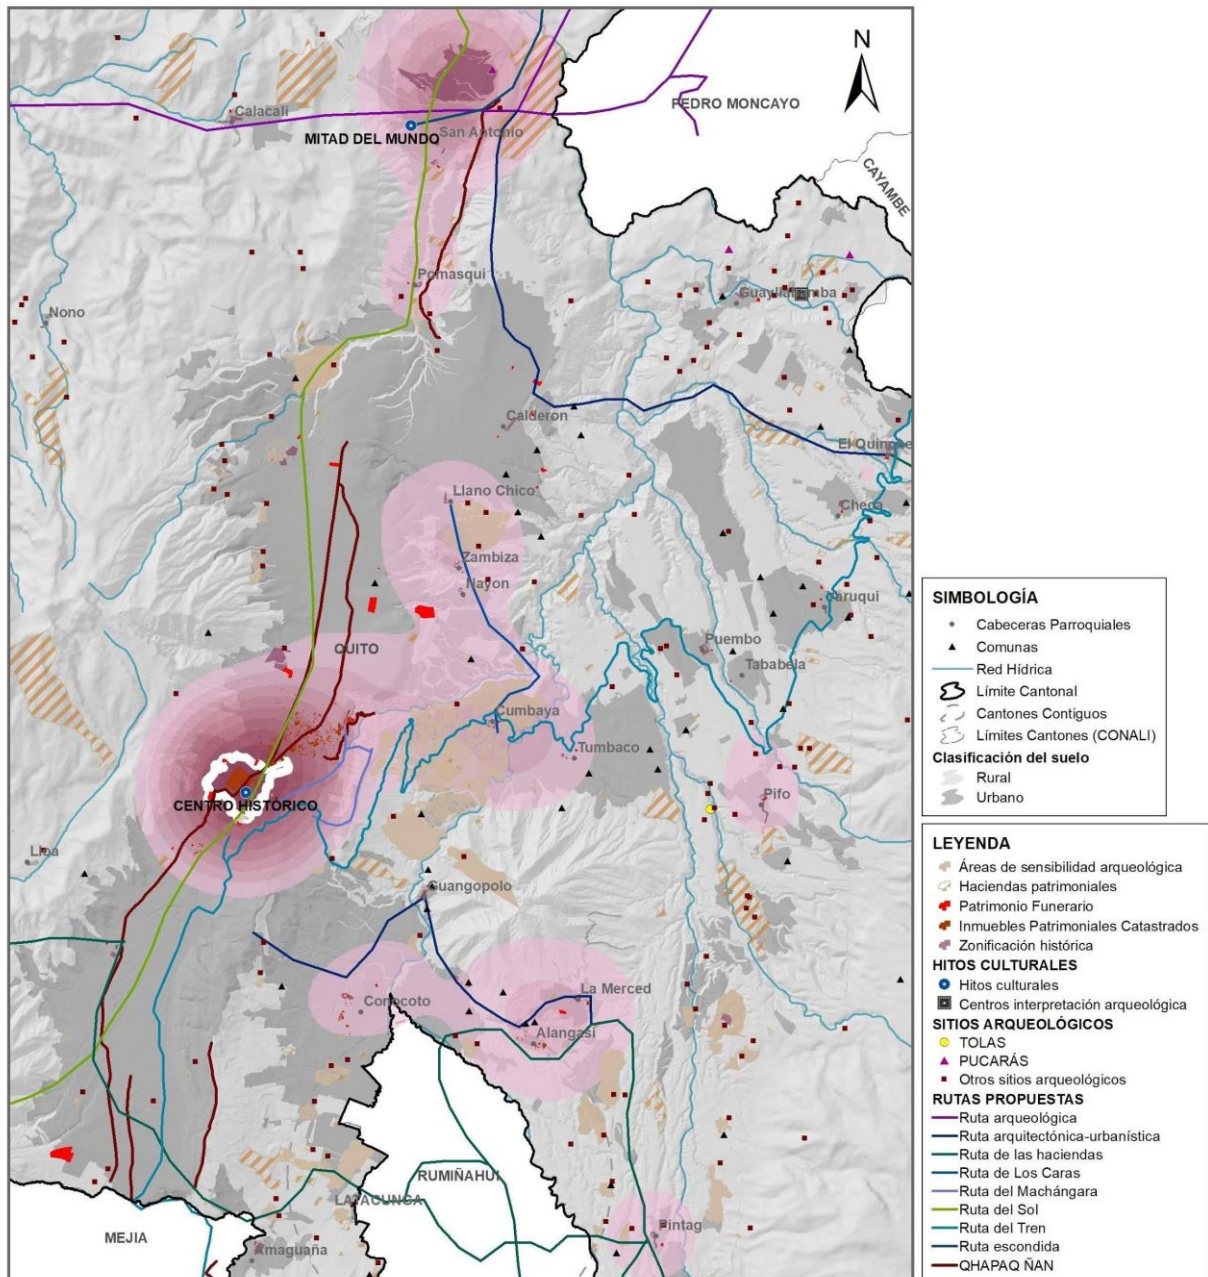 N
PEDRO MONCAYO
Calacali
San Antonio
MITAD DEL MUNDO
CAYAMBE
Pomasqui
Guayllabamba
Nono
Calderon
El Quinche
Checa
Llano Chico
Zambiza
Nayon
QUITO
Puembo
Tababela
Cumbaya
Tumbaco
CENTRO HISTÓRICO
Pifo
Lloa
Guangopolo
La Merced
Conocoto
Alangasí
RUMIÑAHUI
LATACUNGA
Pintag
MEJIA
Amaguaña
SIMBOLOGÍA
Cabeceras Parroquiales
Comunas
Red Hídrica
Límite Cantonal
Cantones Contiguos
Límites Cantones (CONALI)
Clasificación del suelo
Rural
Urbano
LEYENDA
Áreas de sensibilidad arqueológica
Haciendas patrimoniales
Patrimonio Funerario
Inmuebles Patrimoniales Catastrados
Zonificación histórica
HITOS CULTURALES
Hitos culturales
Centros interpretación arqueológica
SITIOS ARQUEOLÓGICOS
TOLAS
PUCARÁS
Otros sitios arqueológicos
RUTAS PROPUESTAS
Ruta arqueológica
Ruta arquitectónica-urbanística
Ruta de las haciendas
Ruta de Los Caras
Ruta del Machángara
Ruta del Sol
Ruta del Tren
Ruta escondida
QHAPAQ ÑAN